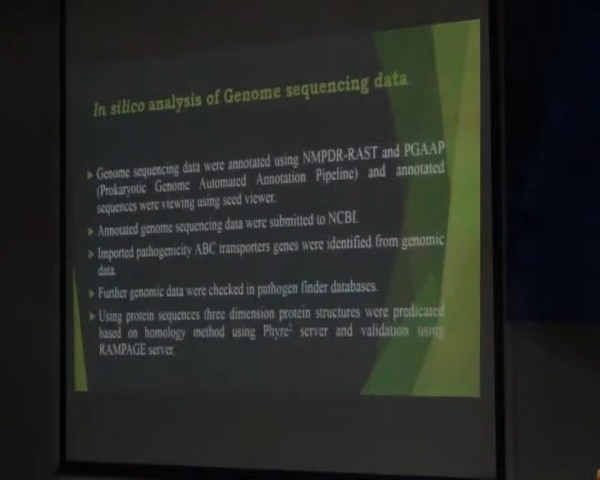 In silico analysis of Genome sequencing data
Genome sequencing data were annotated using NMPDR-RAST and PGAAP
(Prokaryotic Genome Automated Annotation Pipeline) and annotated
sequences were viewing using seed viewer.
Annotated genome sequencing data were submitted to NCBI.
Imported pathogenicity ABC transporters genes were identified from genomic
data.
Further genomic data were checked in pathogen finder databases.
Using protein sequences three dimension protein structures were predicated
based on homology method using Phyre² server and validation using
RAMPAGE server.